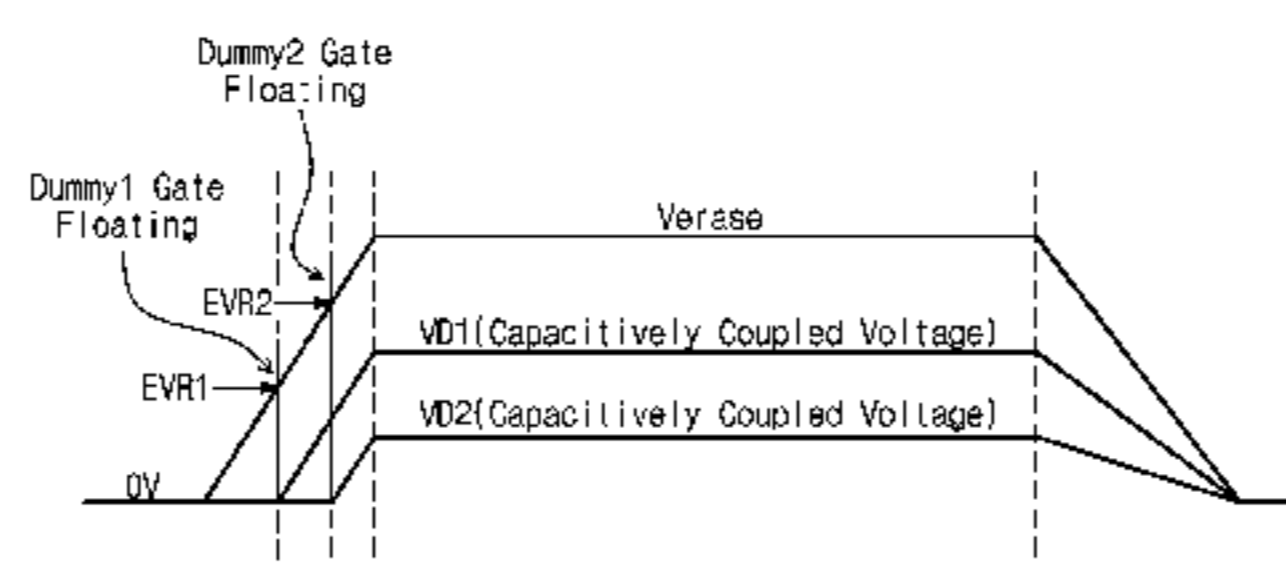 Dummy2 Gate
Floating
Dummy1 Gate
Floating
Verase
EVR2
VD1(Capacitively Coupled Voltage)
EVR1
VD2(Capacitively Coupled Voltage)
0V